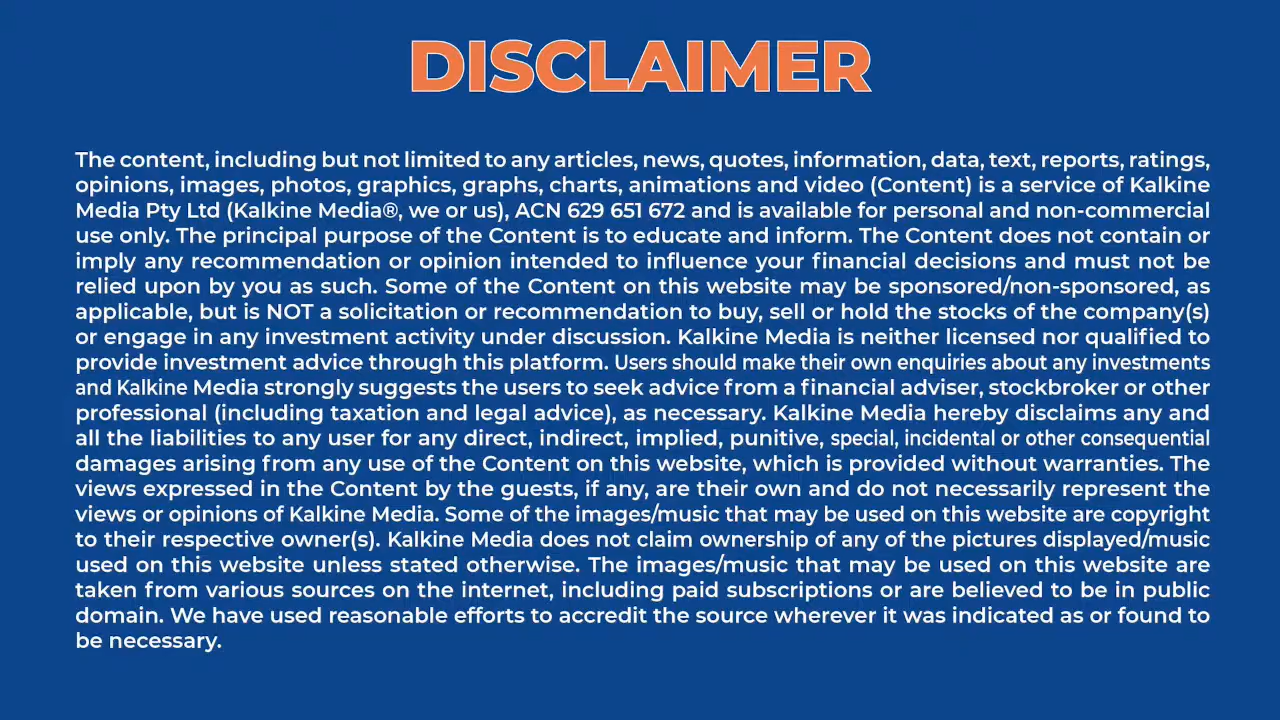 DISCLAIMER
The content, including but not limited to any articles, news, quotes, information, data, text, reports, ratings,
opinions, images, photos, graphics, graphs, charts, animations and video (Content) is a service of Kalkine
Media Pty Ltd (Kalkine Media®, we or us), ACN 629 651 672 and is available for personal and non-commercial
use only. The principal purpose of the Content is to educate and inform. The Content does not contain or
imply any recommendation or opinion intended to influence your financial decisions and must not be
relied upon by you as such. Some of the Content on this website may be sponsored/non-sponsored, as
applicable, but is NOT a solicitation or recommendation to buy, sell or hold the stocks of the company(s)
or engage in any investment activity under discussion. Kalkine Media is neither licensed nor qualified to
provide investment advice through this platform. Users should make their own enquiries about any investments
and Kalkine Media strongly suggests the users to seek advice from a financial adviser, stockbroker or other
professional (including taxation and legal advice), as necessary. Kalkine Media hereby disclaims any and
all the liabilities to any user for any direct, indirect, implied, punitive, special, incidental or other consequential
damages arising from any use of the Content on this website, which is provided without warranties. The
views expressed in the Content by the guests, if any, are their own and do not necessarily represent the
views or opinions of Kalkine Media. Some of the images/music that may be used on this website are copyright
to their respective owner(s). Kalkine Media does not claim ownership of any of the pictures displayed/music
used on this website unless stated otherwise. The images/music that may be used on this website are
taken from various sources on the internet, including paid subscriptions or are believed to be in public
domain. We have used reasonable efforts to accredit the source wherever it was indicated as or found to
be necessary.